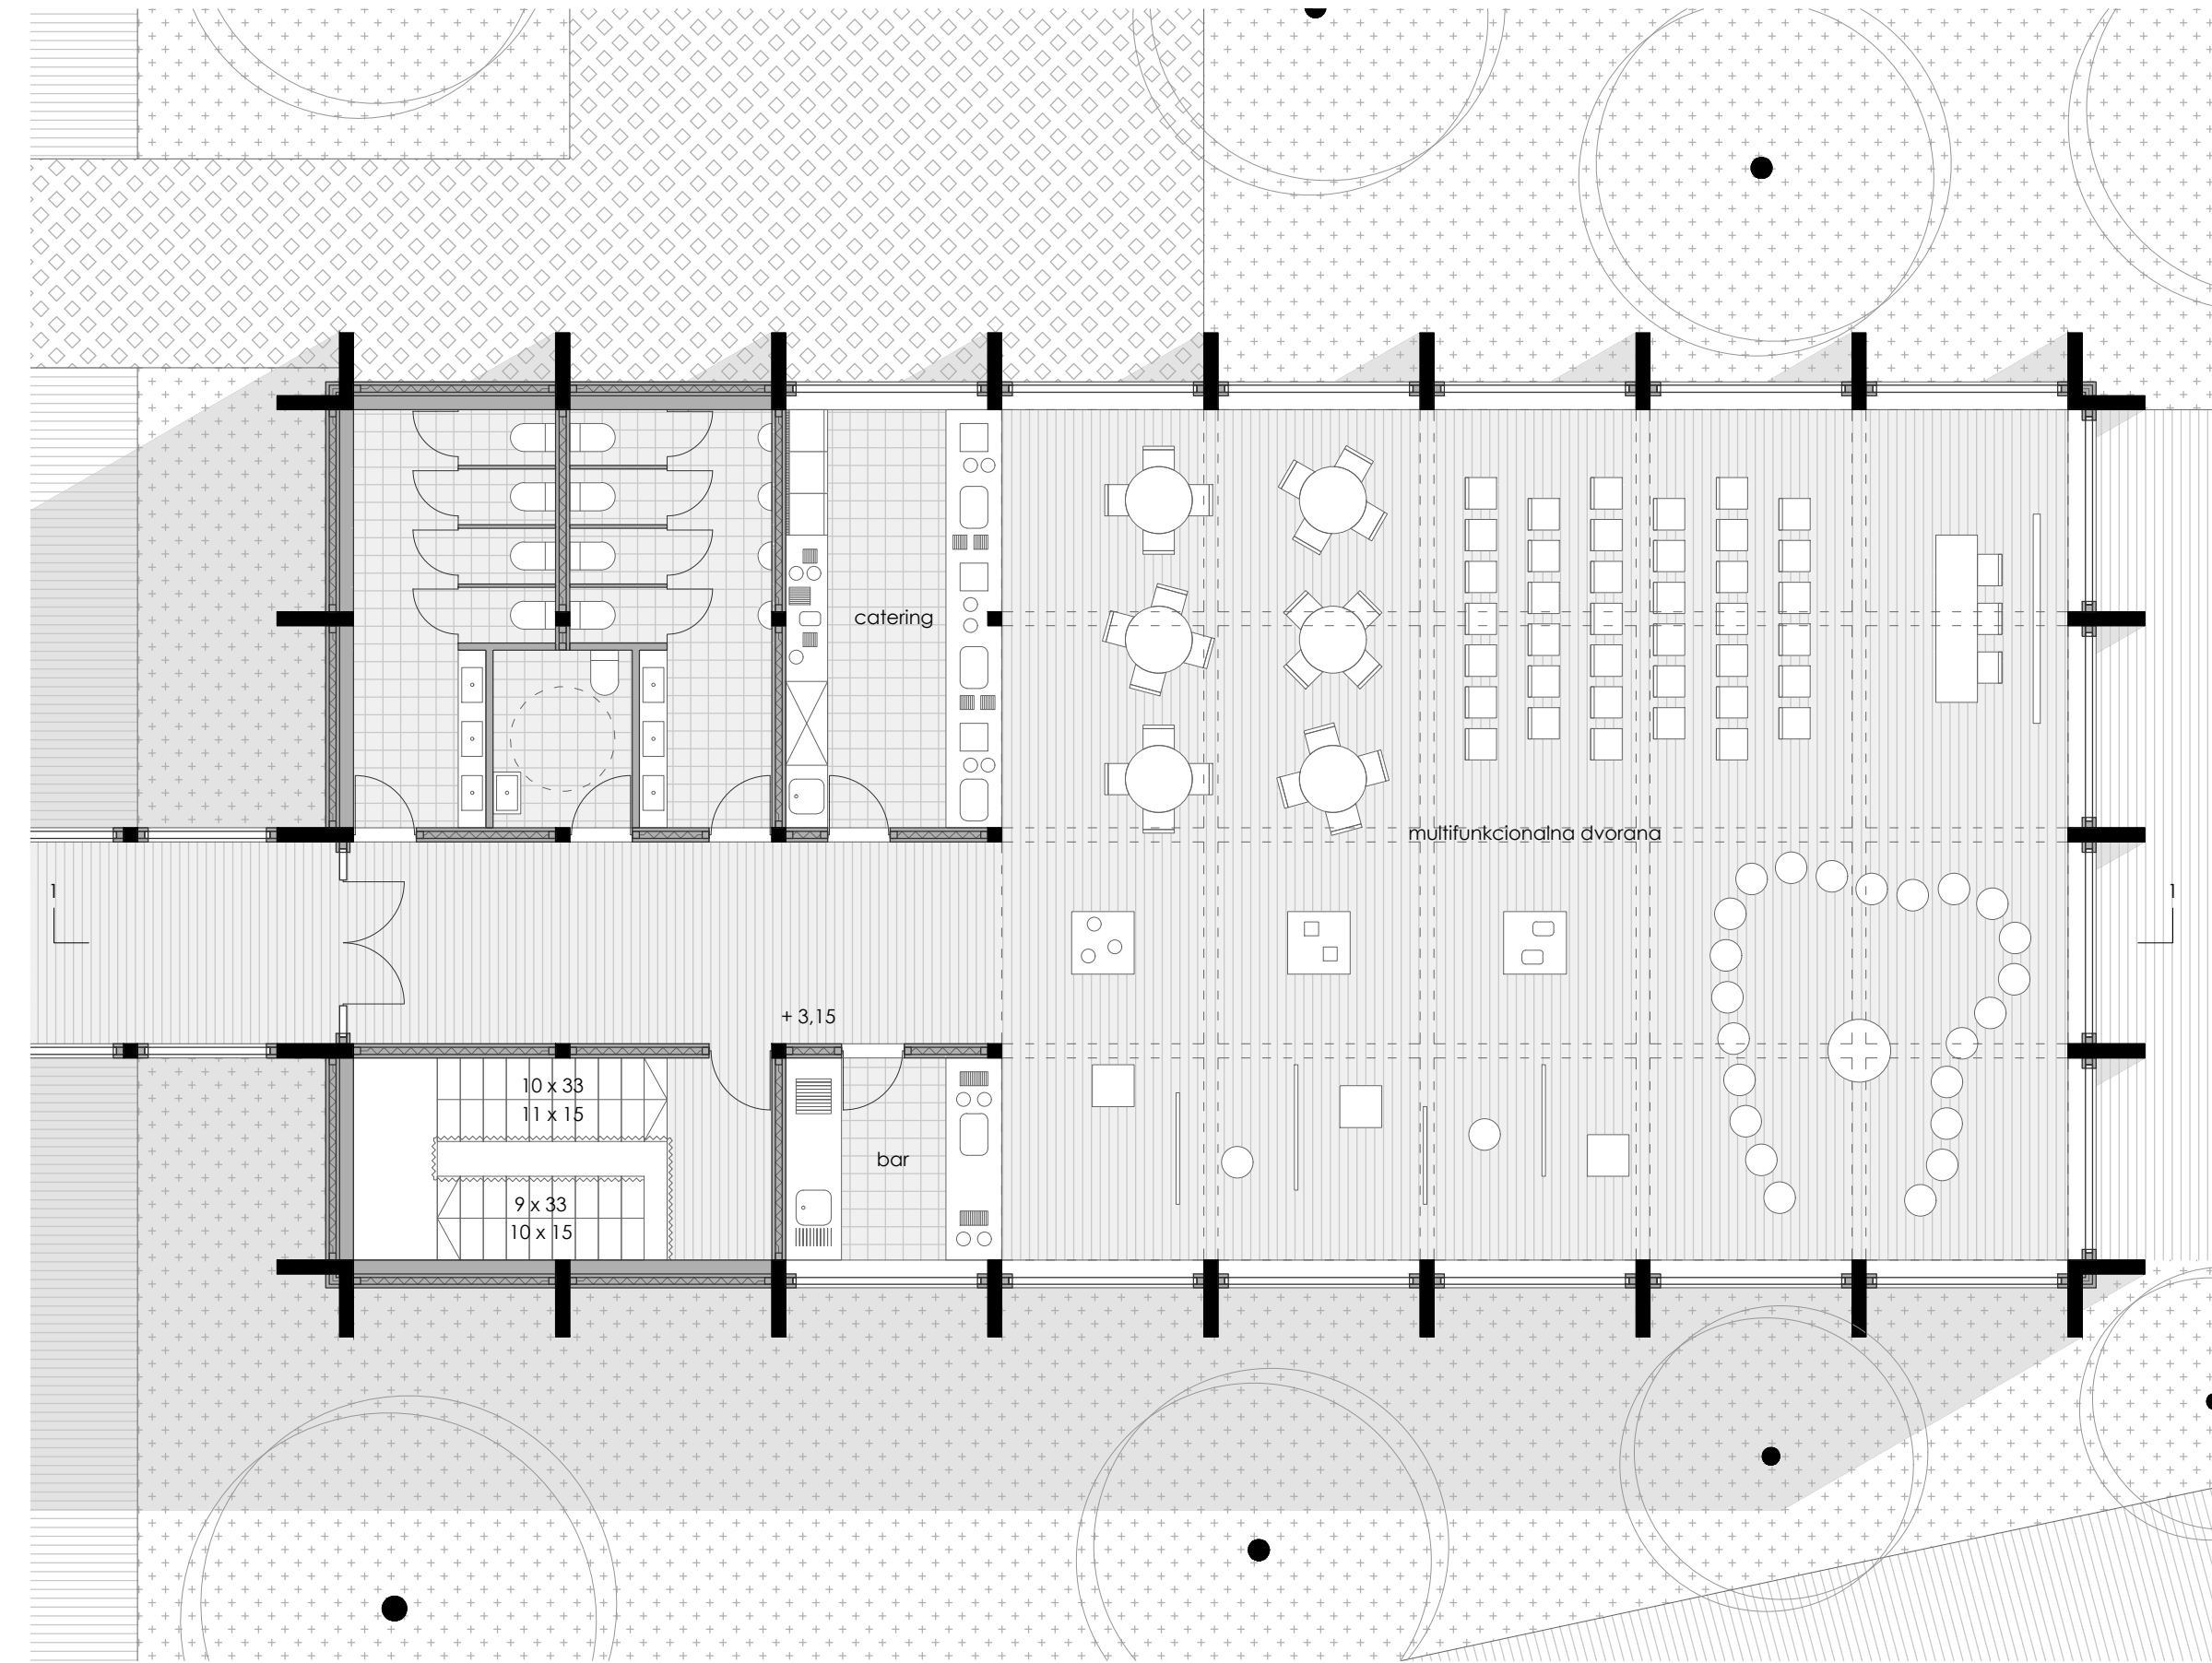 catering
multifunkcionalna dvorana
1
1
+ 3,15
10 x 33
11 x 15
bar
9 x 33
10 x 15